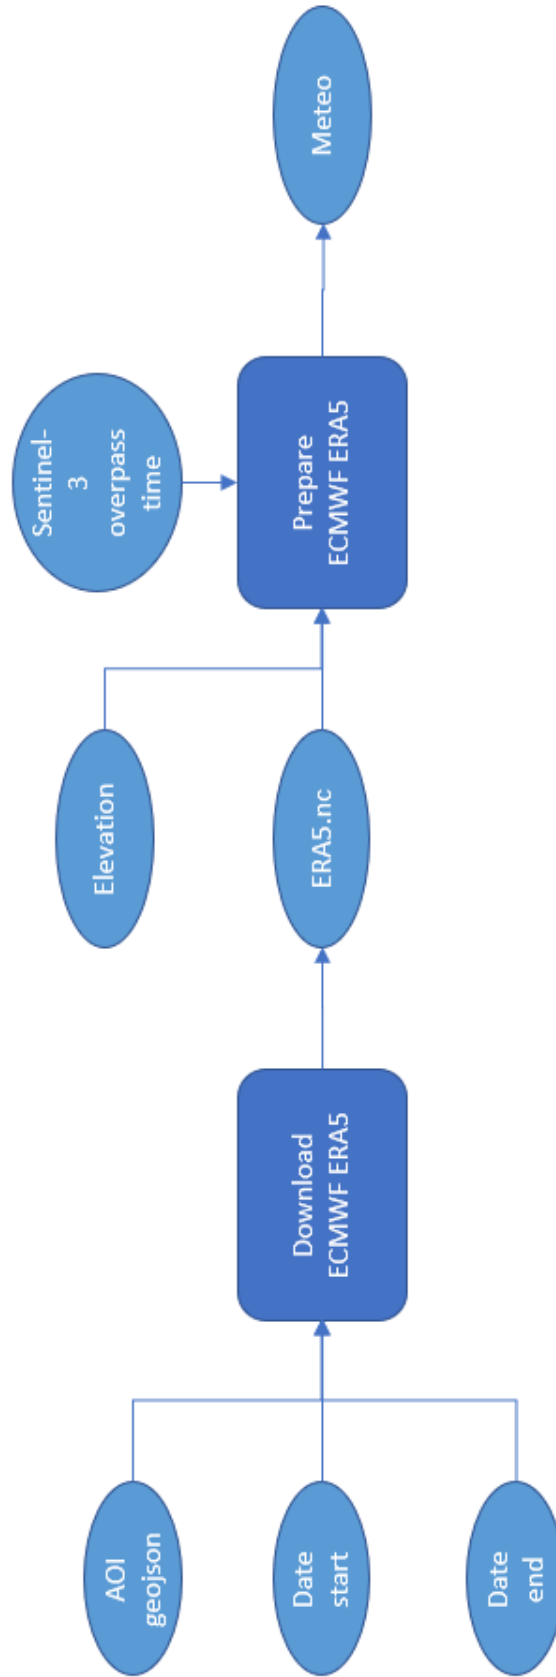 AOI
geojson
Date
start
Date
end
Download
ECMWF ERA5
Elevation
ERA5.nc
Sentinel-
3
overpass
time
Prepare
ECMWF ERA5
Meteo